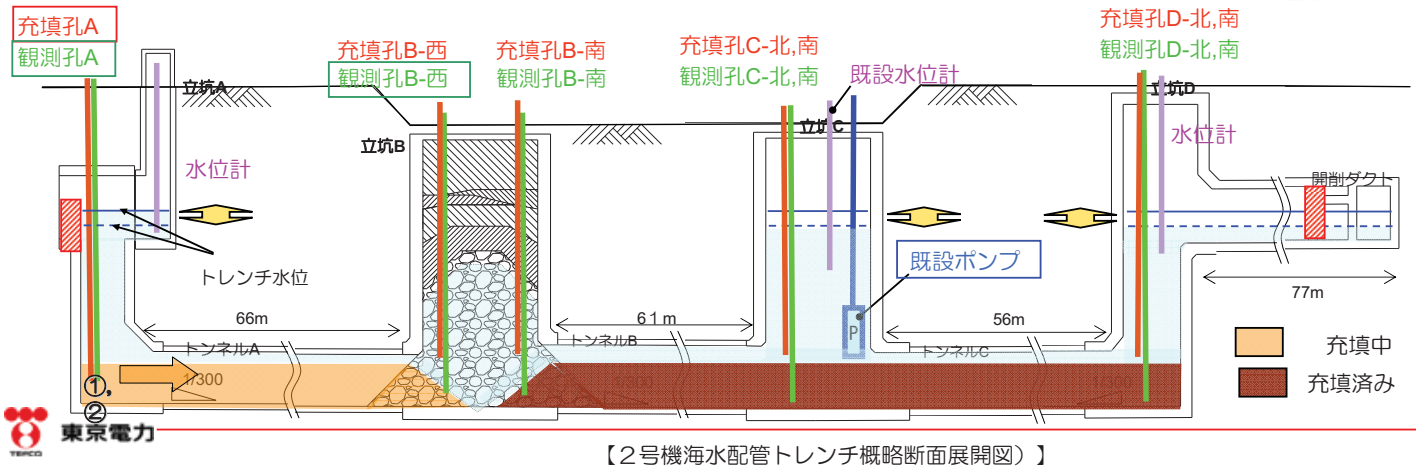 充填孔A
観測孔A
充填孔B-西
観測孔B-西
充填孔B-南
観測孔B-南
充填孔C-北,南
観測孔C-北,南
既設水位計
充填孔D-北,南
観測孔D-北,南
立坑A
立坑B
立坑C
立坑D
水位計
水位計
開削ダクト
トレンチ水位
既設ポンプ
P
66m
61m
56m
77m
トンネルA
トンネルB
トンネルC
1/300
①,
②
充填中
充填済み
TEPCO
東京電力
【2号機海水配管トレンチ概略断面展開図）】